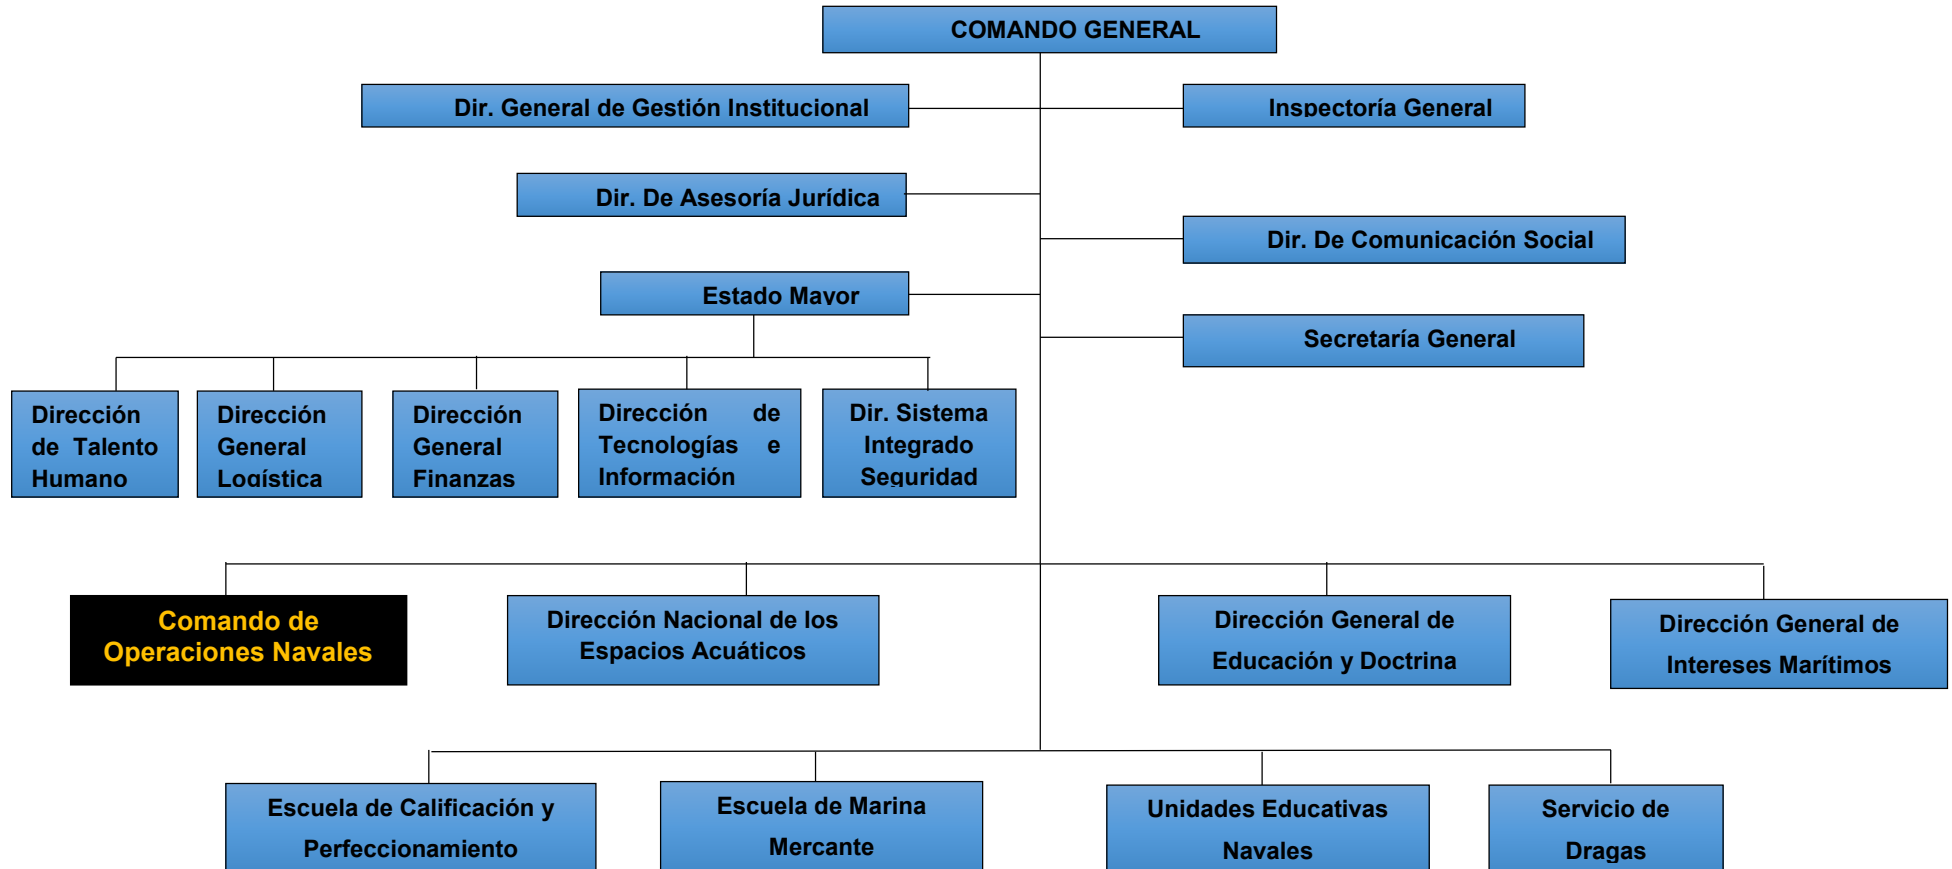 COMANDO GENERAL
Dir. General de Gestión Institucional
Inspectoría General
Dir. De Asesoría Jurídica
Dir. De Comunicación Social
Estado Mayor
Secretaría General
Dirección
de Talento
Humano
Dirección
General
Logística
Dirección
General
Finanzas
Dirección de
Tecnologías e
Información
Dir. Sistema
Integrado
Seguridad
Comando de
Operaciones Navales
Dirección Nacional de los
Espacios Acuáticos
Dirección General de
Educación y Doctrina
Dirección General de
Intereses Marítimos
Escuela de Calificación y
Perfeccionamiento
Escuela de Marina
Mercante
Unidades Educativas
Navales
Servicio de
Dragas